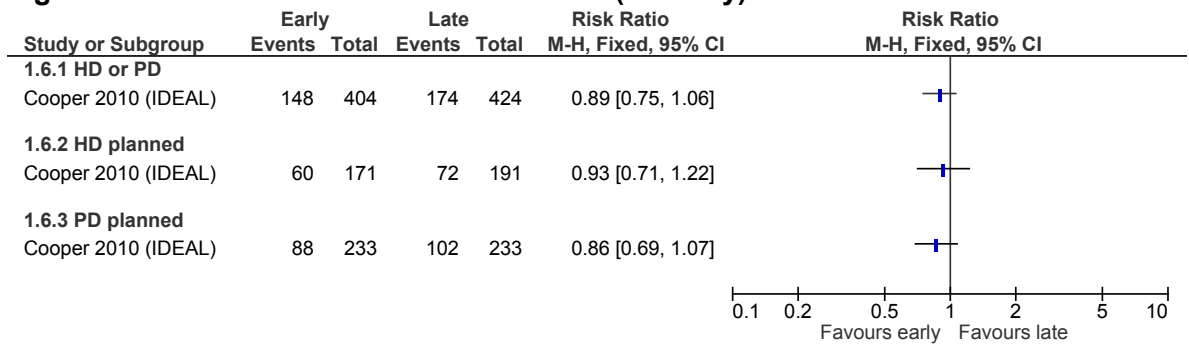 Early Late Risk Ratio Risk Ratio
Study or Subgroup Events Total Events Total M-H, Fixed, 95% CI M-H, Fixed, 95% CI
1.6.1 HD or PD
Cooper 2010 (IDEAL) 148 404 174 424 0.89 [0.75, 1.06]
1.6.2 HD planned
Cooper 2010 (IDEAL) 60 171 72 191 0.93 [0.71, 1.22]
1.6.3 PD planned
Cooper 2010 (IDEAL) 88 233 102 233 0.86 [0.69, 1.07]
0.1 0.2 0.5 1 2 5 10
Favours early Favours late